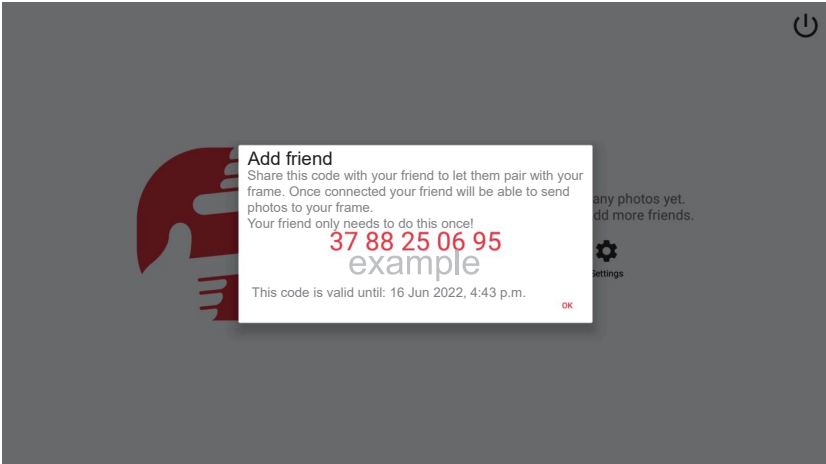 Add friend
Share this code with your friend to let them pair with your
frame. Once connected your friend will be able to send
photos to your frame.
Your friend only needs to do this once!
37 88 25 06 95
example
This code is valid until: 16 Jun 2022, 4:43 p.m.
OK
any photos yet.
dd more friends.
Settings